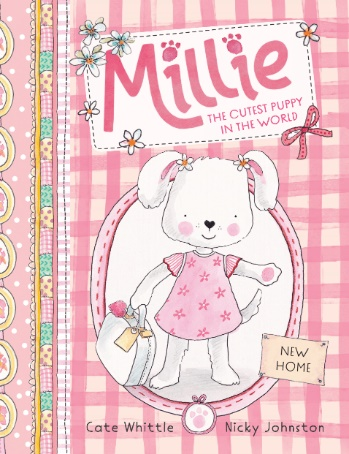 Millie
THE CUTEST PUPPY
IN THE WORLD
NEW
HOME
Cate Whittle Nicky Johnston